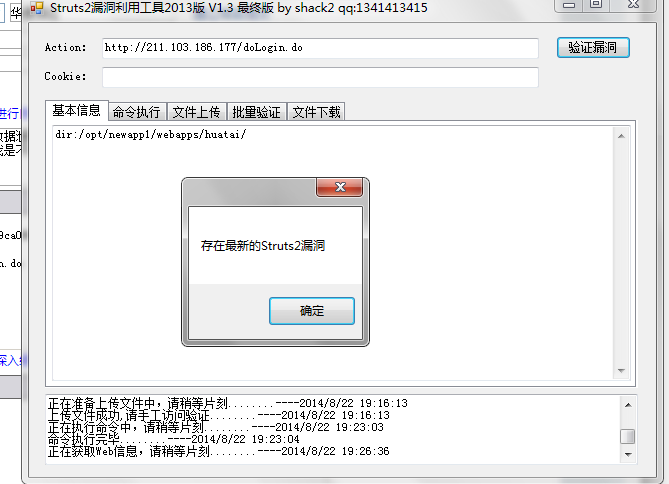 华
Struts2漏洞利用工具2013版 V1.3 最终版 by shack2 qq:1341413415
Action: http://211.103.186.177/doLogin.do 验证漏洞
Cookie:
进行
基本信息 命令执行 文件上传 批量验证 文件下载
dir:/opt/newapp1/webapps/huatai/
存在最新的Struts2漏洞
确定
9ca0
n.do
深入
正在准备上传文件中，请稍等片刻........----2014/8/22 19:16:13
上传文件成功,请手工访问验证........----2014/8/22 19:16:13
正在执行命令中，请稍等片刻........----2014/8/22 19:23:03
命令执行完毕........----2014/8/22 19:23:04
正在获取Web信息，请稍等片刻........----2014/8/22 19:26:36